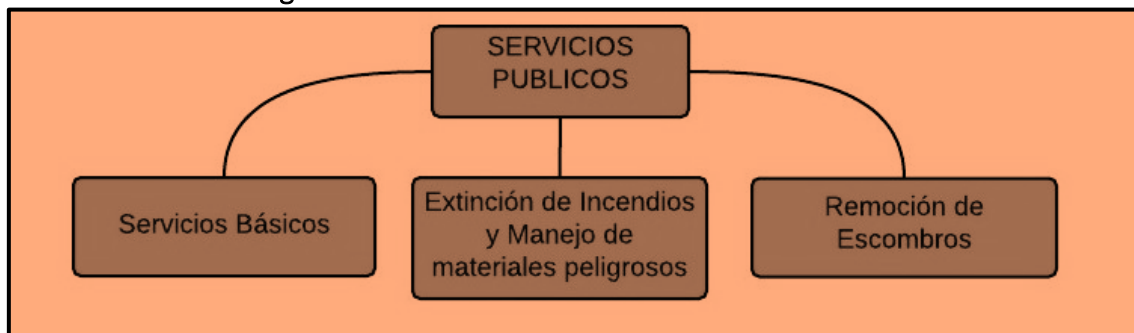 SERVICIOS
PUBLICOS
Servicios Básicos
Extinción de Incendios
y Manejo de
materiales peligrosos
Remoción de
Escombros